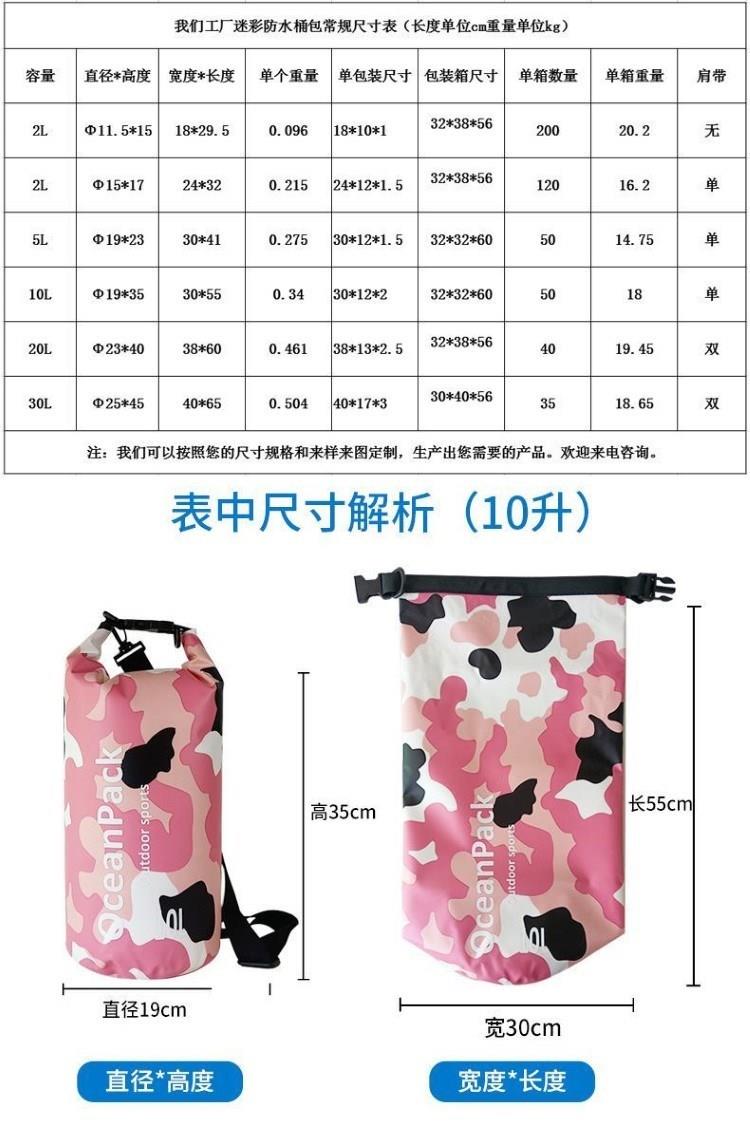 我们工厂迷彩防水桶包常规尺寸表（长度单位cm重量单位kg）
容量 直径*高度 宽度*长度 单个重量 单包装尺寸 包装箱尺寸 单箱数量 单箱重量 肩带
2L Φ11.5*15 18*29.5 0.096 18*10*1 32*38*56 200 20.2 无
2L Φ15*17 24*32 0.215 24*12*1.5 32*38*56 120 16.2 单
5L Φ19*23 30*41 0.275 30*12*1.5 32*32*60 50 14.75 单
10L Φ19*35 30*55 0.34 30*12*2 32*32*60 50 18 单
20L Φ23*40 38*60 0.461 38*13*2.5 32*38*56 40 19.45 双
30L Φ25*45 40*65 0.504 40*17*3 30*40*56 35 18.65 双
注：我们可以按照您的尺寸规格和来样来图定制，生产出您需要的产品。欢迎来电咨询。
表中尺寸解析（10升）
OceanPack
outdoor sports
10
高35cm
直径19cm
直径*高度
OceanPack
Outdoor sports
10
长55cm
宽30cm
宽度*长度